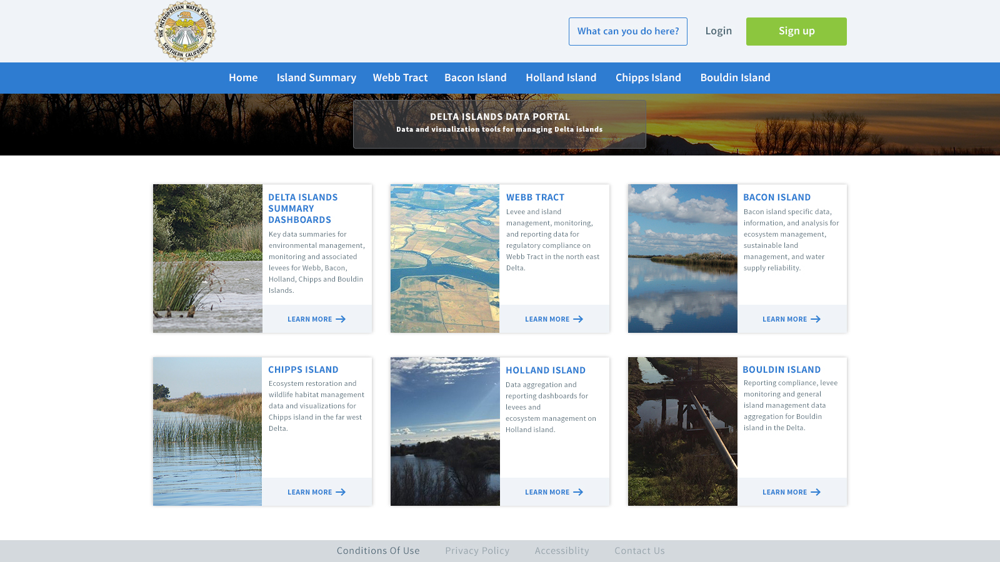 THE METROPOLITAN WATER DISTRICT OF SOUTHERN CALIFORNIA
What can you do here?
Login
Sign up
Home Island Summary Webb Tract Bacon Island Holland Island Chipps Island Bouldin Island
DELTA ISLANDS DATA PORTAL
Data and visualization tools for managing Delta islands
DELTA ISLANDS
SUMMARY
DASHBOARDS
Key data summaries for
environmental management,
monitoring and associated
levees for Webb, Bacon,
Holland, Chipps and Bouldin
Islands.
LEARN MORE
WEBB TRACT
Levee and island
management, monitoring,
and reporting data for
regulatory compliance on
Webb Tract in the north east
Delta.
LEARN MORE
BACON ISLAND
Bacon island specific data,
information, and analysis for
ecosystem management,
sustainable land
management, and water
supply reliability.
LEARN MORE
CHIPPS ISLAND
Ecosystem restoration and
wildlife habitat management
data and visualizations for
Chipps island in the far west
Delta.
LEARN MORE
HOLLAND ISLAND
Data aggregation and
reporting dashboards for
levees and
ecosystem management on
Holland island.
LEARN MORE
BOULDIN ISLAND
Reporting compliance, levee
monitoring and general
island management data
aggregation for Bouldin
island in the Delta.
LEARN MORE
Conditions Of Use Privacy Policy Accessiblity Contact Us